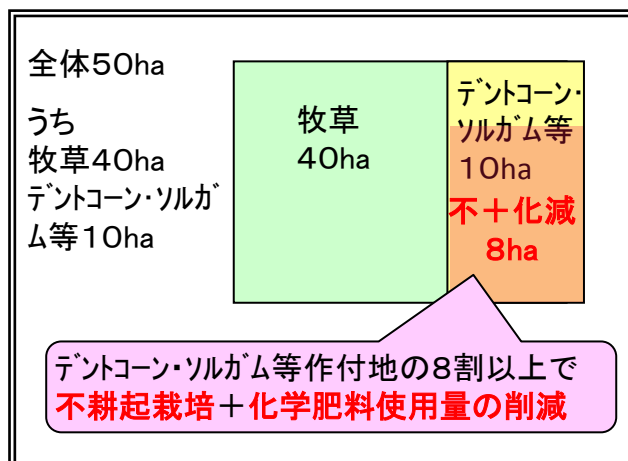 全体50ha
うち
牧草40ha
ﾃﾞﾝﾄｺｰﾝ・ｿﾙｶﾞ
ﾑ等10ha
牧草
40ha
ﾃﾞﾝﾄｺｰﾝ・
ｿﾙｶﾞﾑ等
10ha
不＋化減
8ha
ﾃﾞﾝﾄｺｰﾝ・ｿﾙｶﾞﾑ等作付地の8割以上で
不耕起栽培＋化学肥料使用量の削減